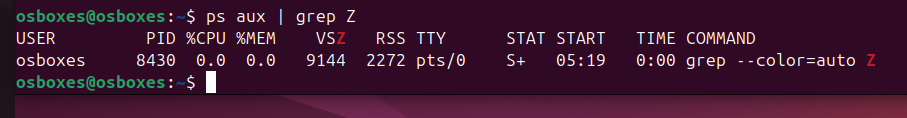 osboxes@osboxes:~$ ps aux | grep Z
USER         PID %CPU %MEM    VSZ   RSS TTY      STAT START   TIME COMMAND
osboxes     8430  0.0  0.0   9144  2272 pts/0    S+   05:19   0:00 grep --color=auto Z
osboxes@osboxes:~$